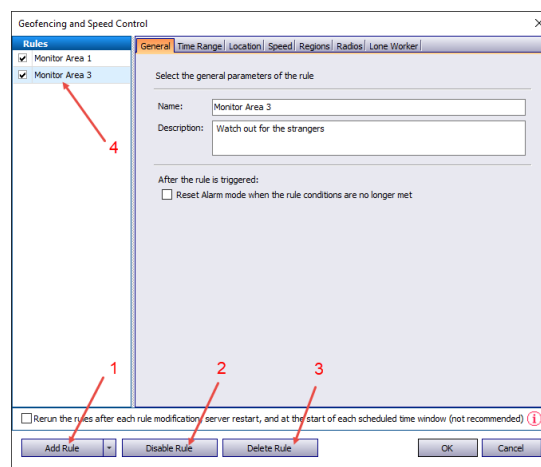 Geofencing and Speed Control
Rules
Monitor Area 1
Monitor Area 3
General Time Range Location Speed Regions Radios Lone Worker
Select the general parameters of the rule
Name: Monitor Area 3
Description: Watch out for the strangers
After the rule is triggered:
Reset Alarm mode when the rule conditions are no longer met
4
1
2
3
Rerun the rules after each rule modification, server restart, and at the start of each scheduled time window (not recommended)
Add Rule Disable Rule Delete Rule OK Cancel